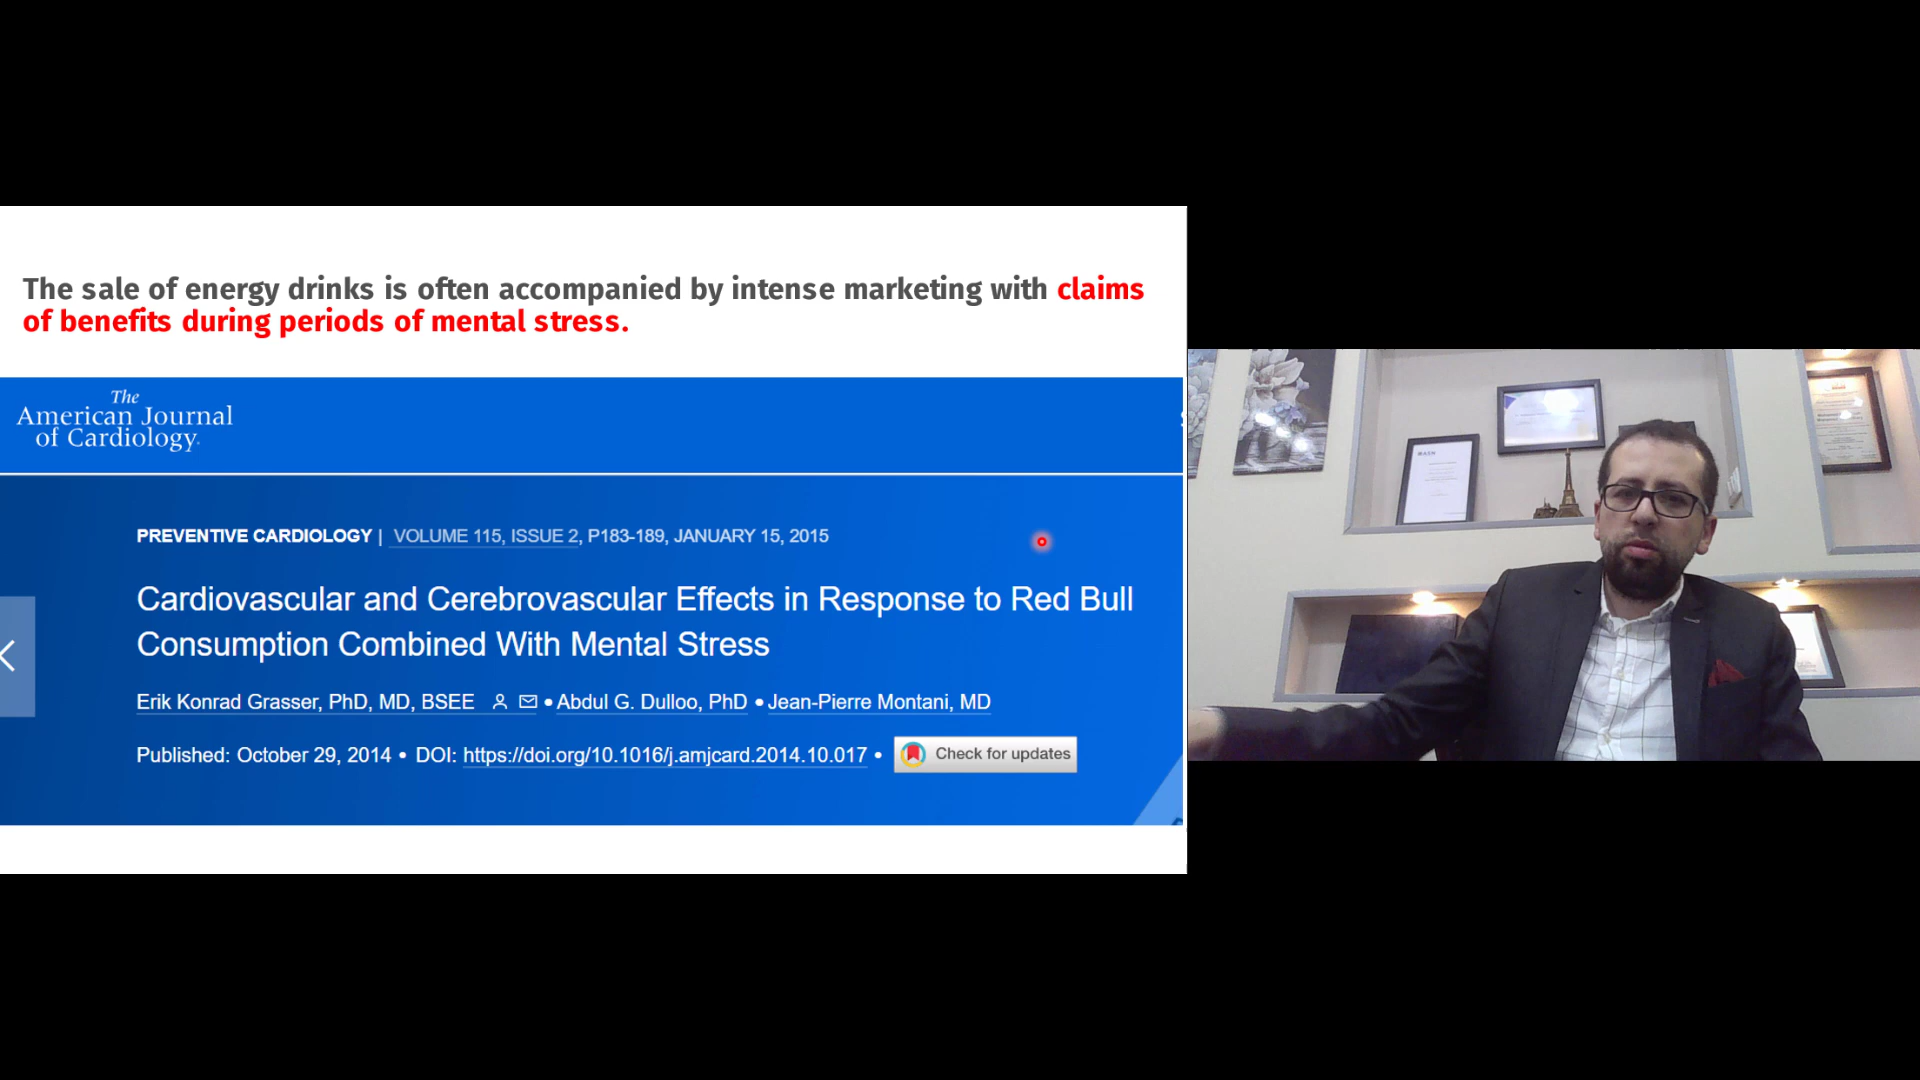 The sale of energy drinks is often accompanied by intense marketing with claims
of benefits during periods of mental stress.
The
American Journal
of Cardiology.
PREVENTIVE CARDIOLOGY | VOLUME 115, ISSUE 2, P183-189, JANUARY 15, 2015
Cardiovascular and Cerebrovascular Effects in Response to Red Bull
Consumption Combined With Mental Stress
Erik Konrad Grasser, PhD, MD, BSEE • Abdul G. Dulloo, PhD • Jean-Pierre Montani, MD
Published: October 29, 2014 • DOI: https://doi.org/10.1016/j.amjcard.2014.10.017 • Check for updates